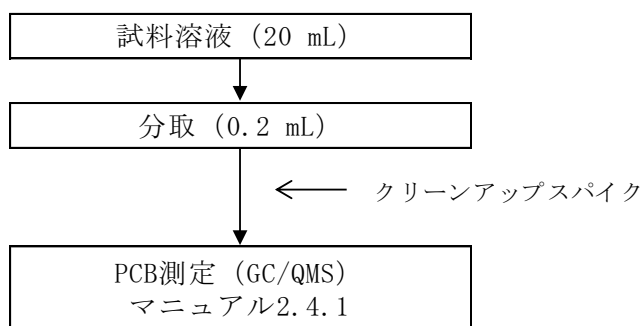 試料溶液 (20 mL)
分取 (0.2 mL)
クリーンアップスパイク
PCB測定 (GC/QMS)
マニュアル2.4.1